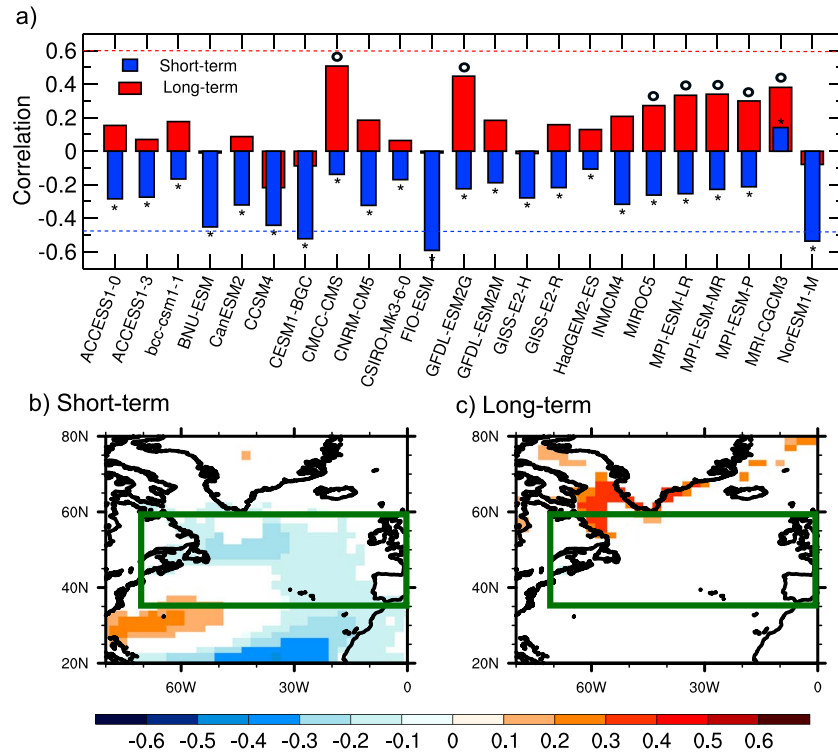 a)
Correlation
0.6
0.4
0.2
0
-0.2
-0.4
-0.6
Short-term
Long-term
ACCESS1-0
ACCESS1-3
bcc-csm1-1
BNU-ESM
CanESM2
CCSM4
CESM1-BGC
CMCC-CMS
CNRM-CM5
CSIRO-Mk3-6-0
FIO-ESM
GFDL-ESM2G
GFDL-ESM2M
GISS-E2-H
GISS-E2-R
HadGEM2-ES
INMCM4
MIROC5
MPI-ESM-LR
MPI-ESM-MR
MPI-ESM-P
MRI-CGCM3
NorESM1-M
b) Short-term
80N
60N
40N
20N
60W
30W
0
c) Long-term
80N
60N
40N
20N
60W
30W
0
-0.6 -0.5 -0.4 -0.3 -0.2 -0.1 0 0.1 0.2 0.3 0.4 0.5 0.6